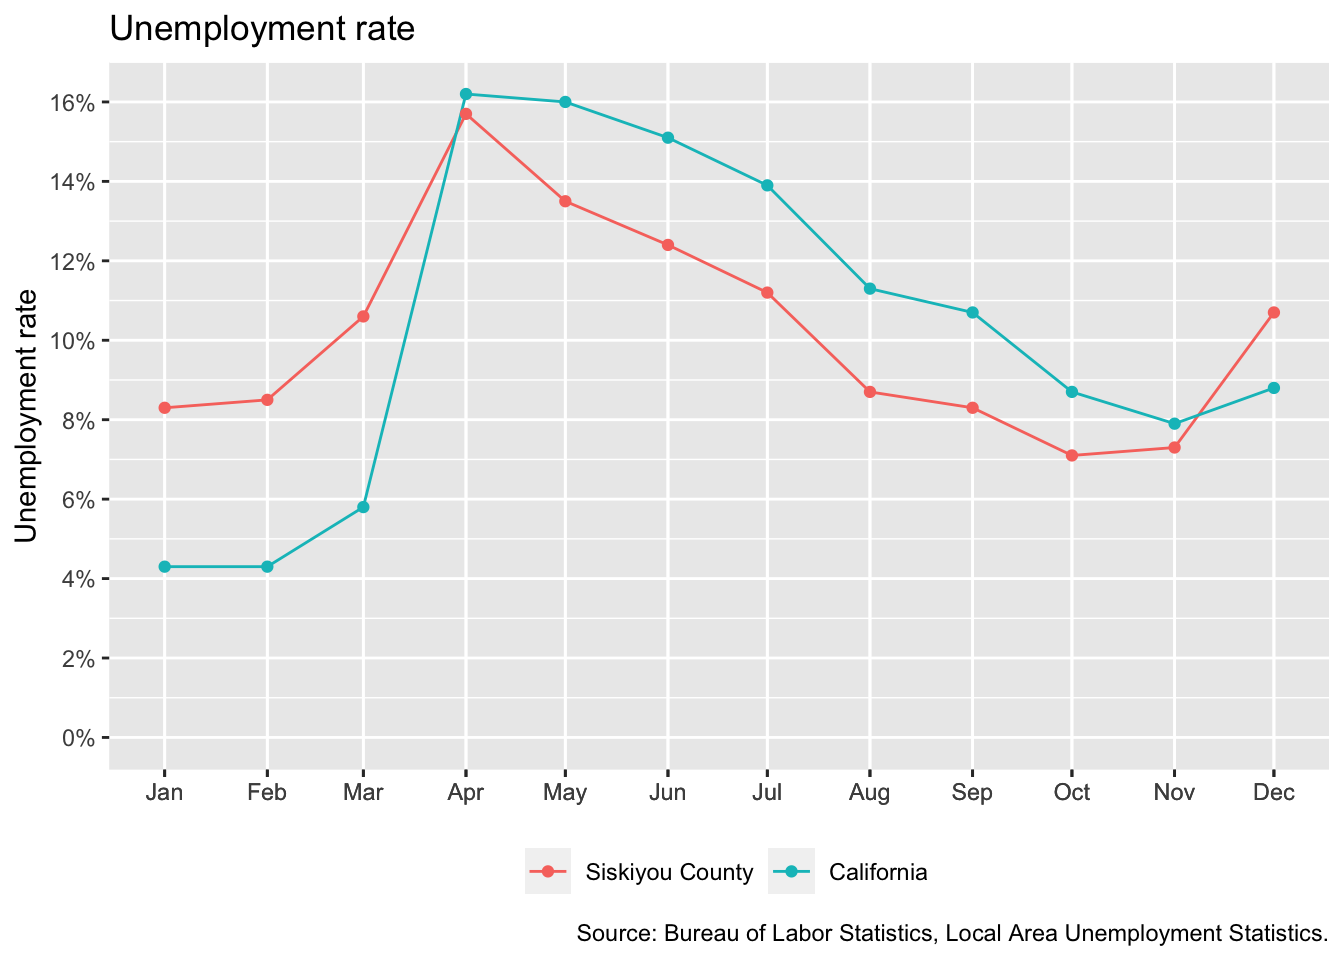 Unemployment rate
Unemployment rate
16%
14%
12%
10%
8%
6%
4%
2%
0%
Jan Feb Mar Apr May Jun Jul Aug Sep Oct Nov Dec
Siskiyou County California
Source: Bureau of Labor Statistics, Local Area Unemployment Statistics.